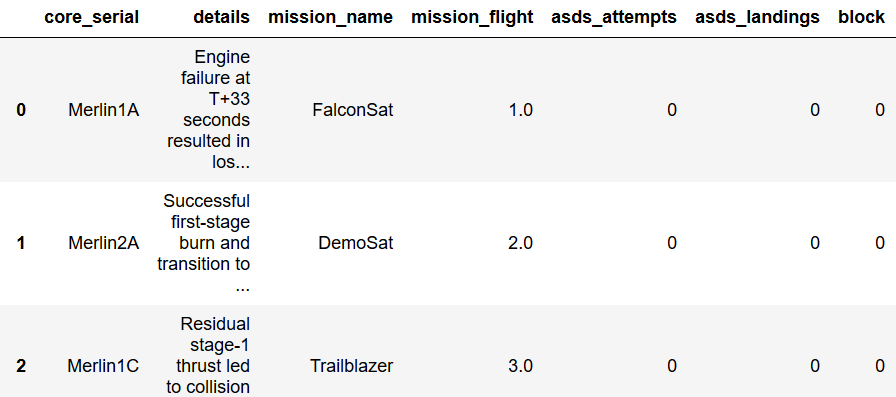 core_serial details mission_name mission_flight asds_attempts asds_landings block
Engine
failure at
T+33
0 Merlin1A seconds FalconSat 1.0 0 0 0
resulted in
los...
Successful
first-stage
1 Merlin2A burn and DemoSat 2.0 0 0 0
transition to
...
Residual
stage-1
2 Merlin1C thrust led Trailblazer 3.0 0 0 0
to collision